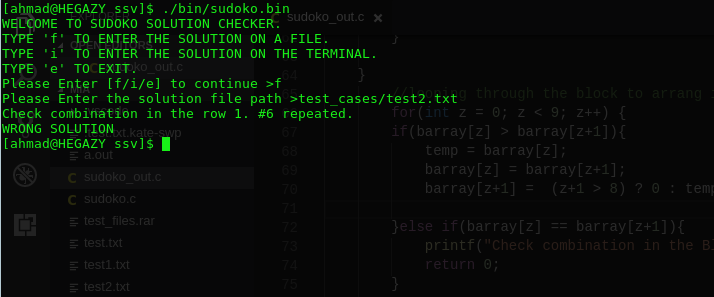 [ahmad@HEGAZY ssv]$ ./bin/sudoko.bin
WELCOME TO SUDOKO SOLUTION CHECKER.
TYPE 'f' TO ENTER THE SOLUTION ON A FILE.
TYPE 'i' TO ENTER THE SOLUTION ON THE TERMINAL.
TYPE 'e' TO EXIT.
Please Enter [f/i/e] to continue >f
Please Enter the solution file path >test_cases/test2.txt
Check combination in the row 1. #6 repeated.
WRONG SOLUTION
[ahmad@HEGAZY ssv]$
.txt.kate-swp
a.out
C sudoku_out.c
C sudoko.c
test_files.rar
test.txt
test1.txt
test2.txt
sudoko_out.c ×
}
64 }
through the block to arrang
for(int z = 0; z < 9; z++) {
67 if(barray[z] > barray[z+1]){
68 temp = barray[z];
69 barray[z] = barray[z+1];
70 barray[z+1] = (z+1 > 8) ? 0 : temp
71
72 }else if(barray[z] == barray[z+1]){
73 printf("Check combination in the Bl
74 return 0;
75 }